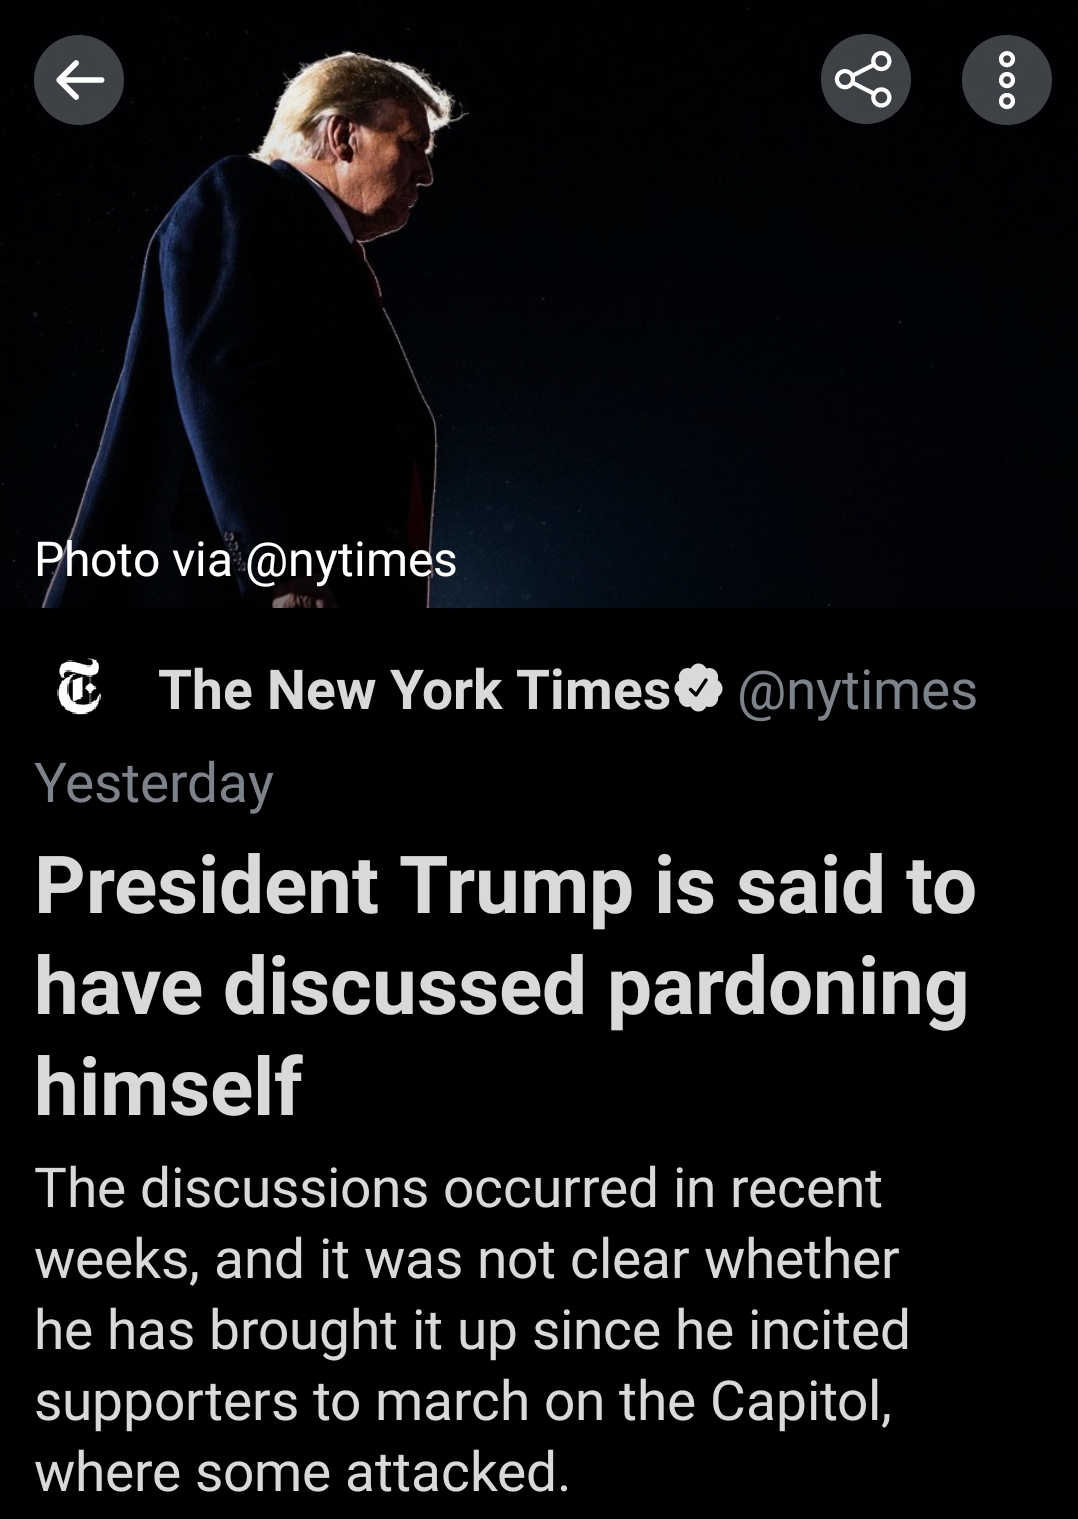 Photo via @nytimes
The New York Times @nytimes
Yesterday
President Trump is said to
have discussed pardoning
himself
The discussions occurred in recent
weeks, and it was not clear whether
he has brought it up since he incited
supporters to march on the Capitol,
where some attacked.